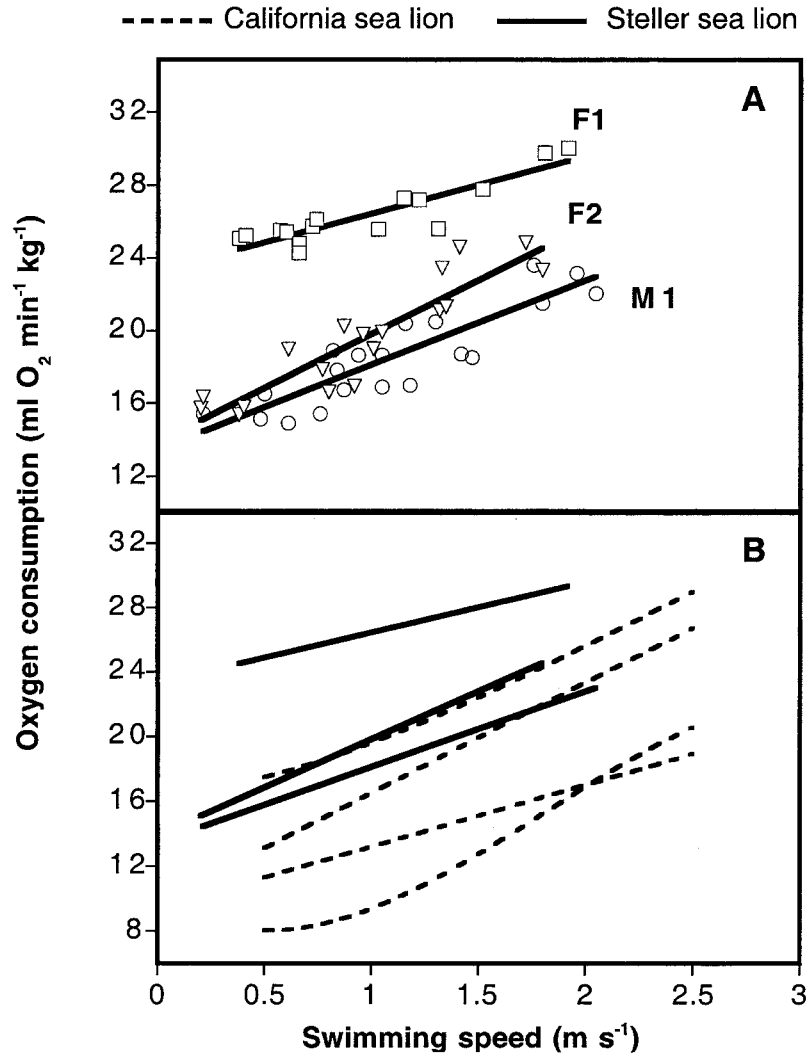 California sea lion Steller sea lion
A
32
28
24
20
16
12
F1
F2
M1
B
32
28
24
20
16
12
8
0 0.5 1 1.5 2 2.5 3
Swimming speed (m s⁻¹)
Oxygen consumption (ml O₂ min⁻¹ kg⁻¹)